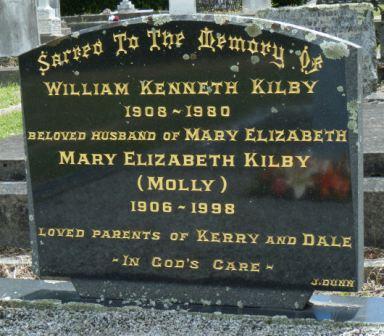 Sacred To The Memory Of
WILLIAM KENNETH KILBY
1908 ~ 1980
BELOVED HUSBAND OF MARY ELIZABETH
MARY ELIZABETH KILBY
(MOLLY)
1906 ~ 1998
LOVED PARENTS OF KERRY AND DALE
~ IN GOD'S CARE ~
J. DUNN